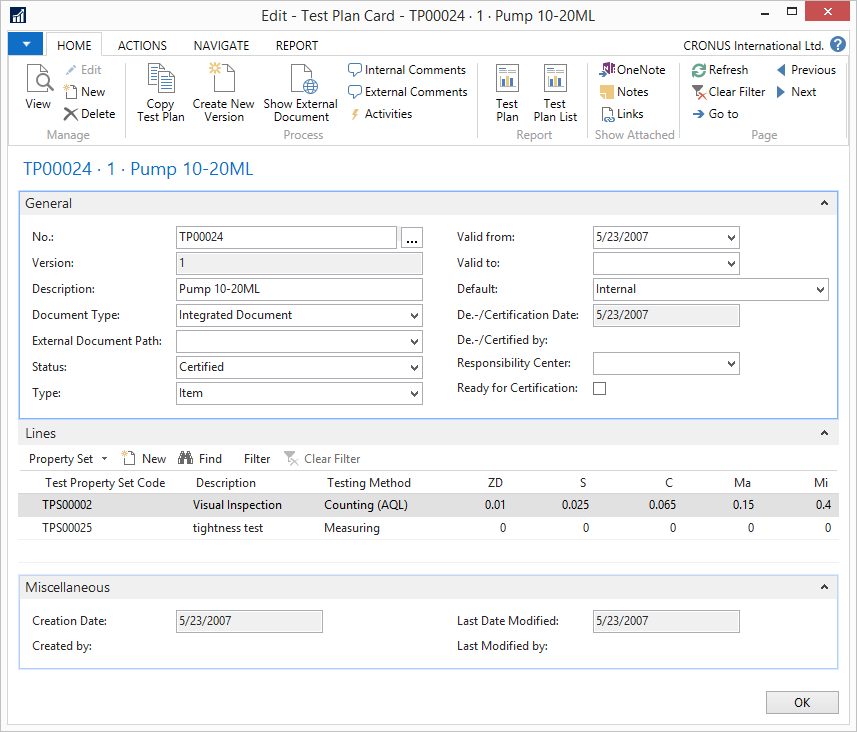 Edit - Test Plan Card - TP00024 · 1 · Pump 10-20ML
HOME ACTIONS NAVIGATE REPORT CRONUS International Ltd. ?
View
Edit
New
Delete
Manage
Copy Test Plan
Create New Version
Show External Document
Internal Comments
External Comments
Activities
Process
Test Plan
Test Plan List
Report
OneNote
Notes
Links
Show Attached
Refresh
Clear Filter
Go to
Previous
Next
Page
TP00024 · 1 · Pump 10-20ML
General
No.: TP00024 ...
Version: 1
Description: Pump 10-20ML
Document Type: Integrated Document
External Document Path:
Status: Certified
Type: Item
Valid from: 5/23/2007
Valid to:
Default: Internal
De.-/Certification Date: 5/23/2007
De.-/Certified by:
Responsibility Center:
Ready for Certification:
Lines
Property Set New Find Filter Clear Filter
Test Property Set Code Description Testing Method ZD S C Ma Mi
TPS00002 Visual Inspection Counting (AQL) 0.01 0.025 0.065 0.15 0.4
TPS00025 tightness test Measuring 0 0 0 0 0
Miscellaneous
Creation Date: 5/23/2007
Created by:
Last Date Modified: 5/23/2007
Last Modified by:
OK